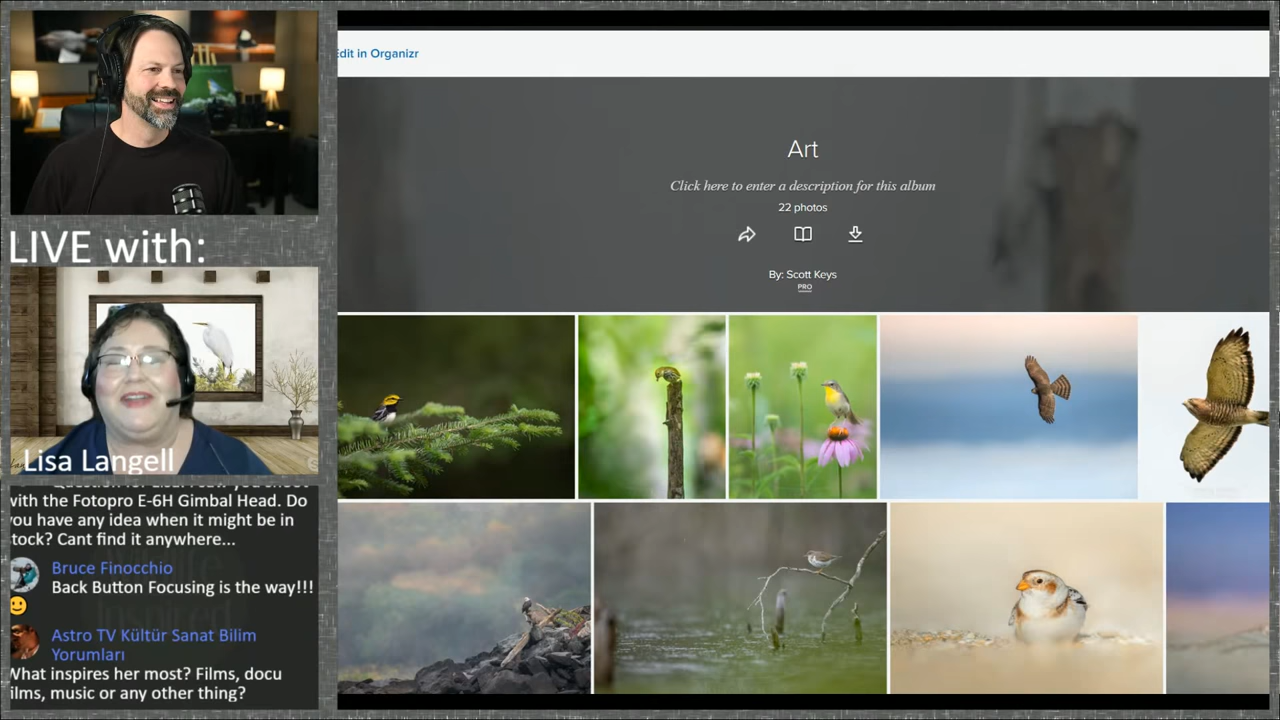 Edit in Organizr
Art
Click here to enter a description for this album
22 photos
By: Scott Keys
PRO
LIVE with:
Lisa Langell
with the Fotopro E-6H Gimbal Head. Do
you have any idea when it might be in
stock? Cant find it anywhere...
Bruce Finocchio
Back Button Focusing is the way!!!
Astro TV Kültür Sanat Bilim
Yorumları
What inspires her most? Films, docu
films, music or any other thing?